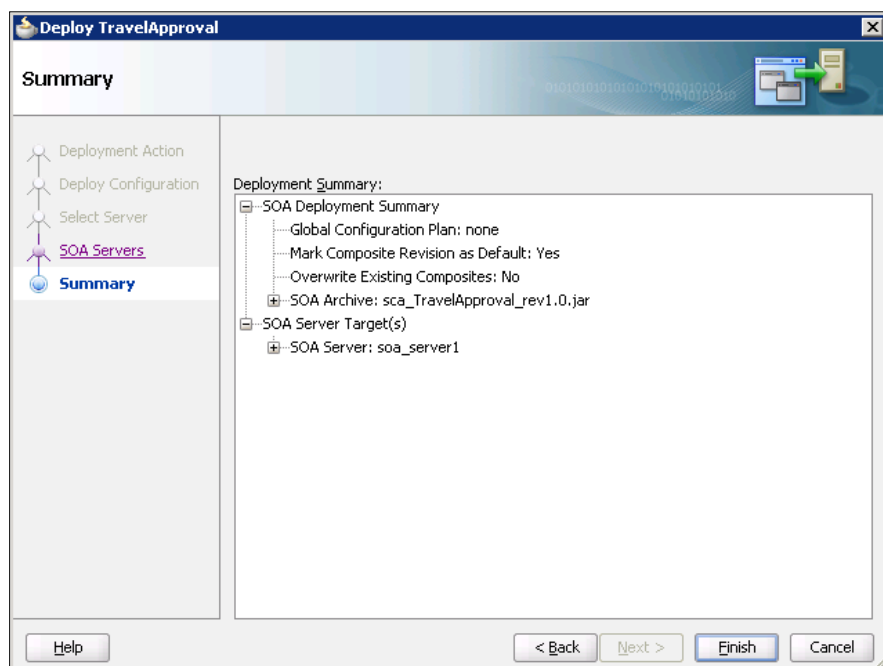 Deploy TravelApproval
Summary
Deployment Action
Deploy Configuration
Select Server
SOA Servers
Summary
Deployment Summary:
SOA Deployment Summary
Global Configuration Plan: none
Mark Composite Revision as Default: Yes
Overwrite Existing Composites: No
SOA Archive: sca_TravelApproval_rev1.0.jar
SOA Server Target(s)
SOA Server: soa_server1
Help
< Back
Next >
Finish
Cancel